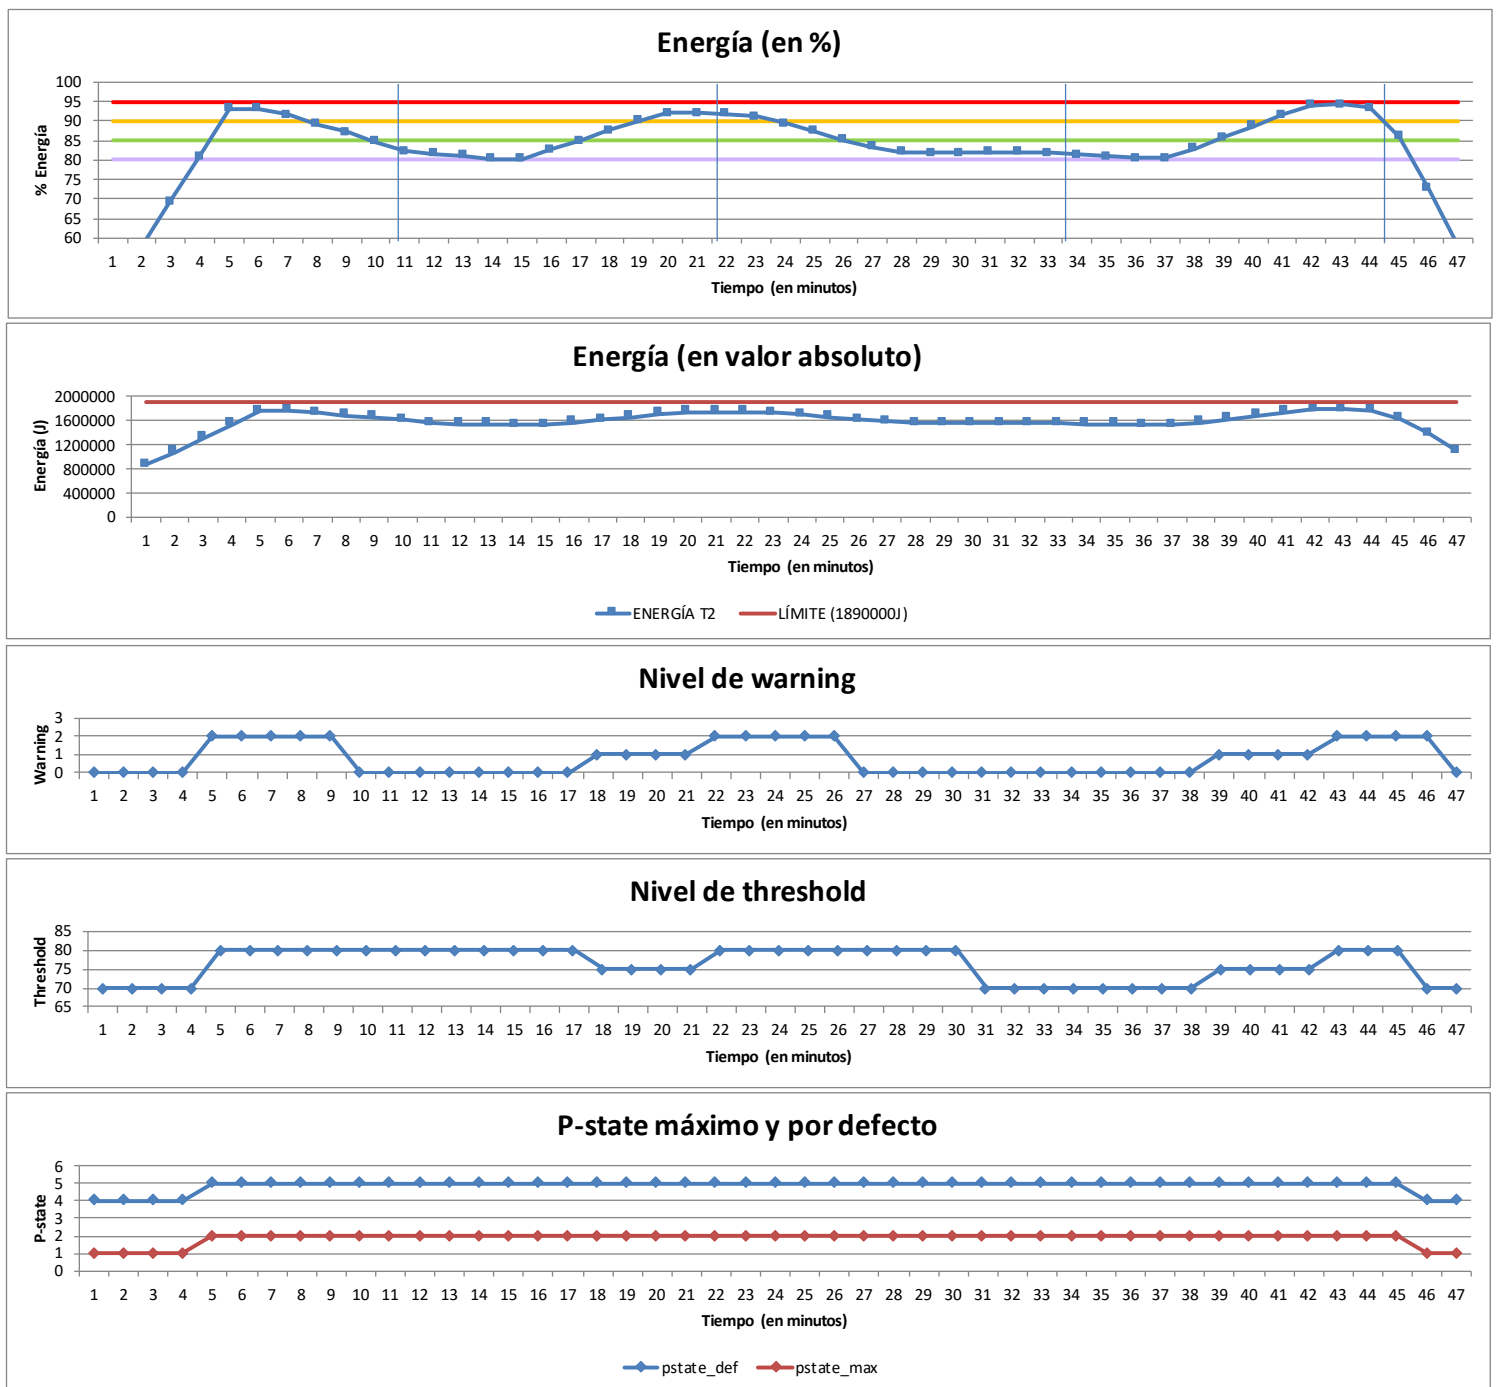 Energía (en %)
% Energía
100
95
90
85
80
75
70
65
60
1 2 3 4 5 6 7 8 9 10 11 12 13 14 15 16 17 18 19 20 21 22 23 24 25 26 27 28 29 30 31 32 33 34 35 36 37 38 39 40 41 42 43 44 45 46 47
Tiempo (en minutos)
Energía (en valor absoluto)
Energía (J)
2000000
1600000
1200000
800000
400000
0
1 2 3 4 5 6 7 8 9 10 11 12 13 14 15 16 17 18 19 20 21 22 23 24 25 26 27 28 29 30 31 32 33 34 35 36 37 38 39 40 41 42 43 44 45 46 47
Tiempo (en minutos)
ENERGÍA T2 LÍMITE (1890000J)
Nivel de warning
Warning
3
2
1
0
1 2 3 4 5 6 7 8 9 10 11 12 13 14 15 16 17 18 19 20 21 22 23 24 25 26 27 28 29 30 31 32 33 34 35 36 37 38 39 40 41 42 43 44 45 46 47
Tiempo (en minutos)
Nivel de threshold
Threshold
85
80
75
70
65
1 2 3 4 5 6 7 8 9 10 11 12 13 14 15 16 17 18 19 20 21 22 23 24 25 26 27 28 29 30 31 32 33 34 35 36 37 38 39 40 41 42 43 44 45 46 47
Tiempo (en minutos)
P-state máximo y por defecto
P-state
6
5
4
3
2
1
0
1 2 3 4 5 6 7 8 9 10 11 12 13 14 15 16 17 18 19 20 21 22 23 24 25 26 27 28 29 30 31 32 33 34 35 36 37 38 39 40 41 42 43 44 45 46 47
Tiempo (en minutos)
pstate_def pstate_max